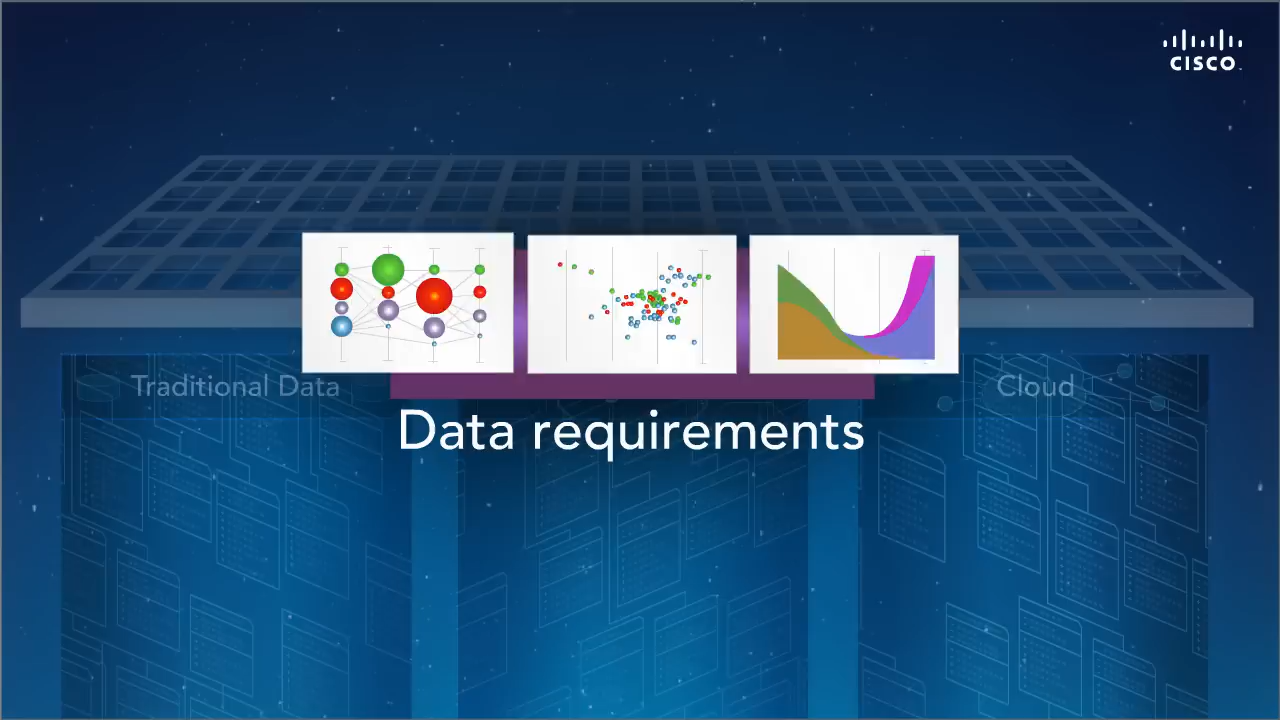 CISCO
Traditional Data
Cloud
Data requirements